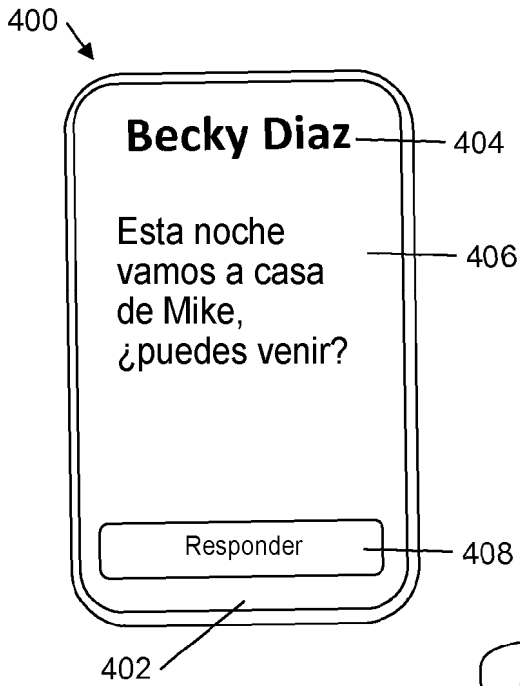 400
Becky Diaz
404
Esta noche
vamos a casa
406
de Mike,
¿puedes venir?
Responder
408
402